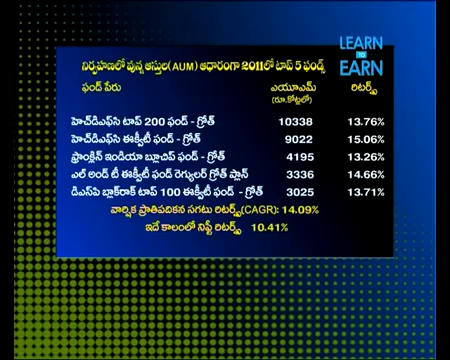 LEARN
TO
EARN
నిర్వహణలో వున్న ఆస్తుల(AUM) ఆధారంగా 2011లో టాప్ 5 ఫండ్స్
ఫండ్ పేరు ఎయూఎమ్ రిటర్న్స్
(రూ.కోట్లలో)
హెచ్‌డిఎఫ్‌సి టాప్ 200 ఫండ్ - గ్రోత్ 10338 13.76%
హెచ్‌డిఎఫ్‌సి ఈక్విటీ ఫండ్ - గ్రోత్ 9022 15.06%
ఫ్రాంక్లిన్ ఇండియా బ్లూచిప్ ఫండ్ - గ్రోత్ 4195 13.26%
ఎల్ అండ్ టీ ఈక్విటీ ఫండ్ రెగ్యులర్ గ్రోత్ ప్లాన్ 3336 14.66%
డిఎస్‌పి బ్లాక్‌రాక్ టాప్ 100 ఈక్విటీ ఫండ్ - గ్రోత్ 3025 13.71%
వార్షిక ప్రాతిపదికన సగటు రిటర్న్స్(CAGR): 14.09%
ఇదే కాలంలో నిఫ్టీ రిటర్న్స్ 10.41%